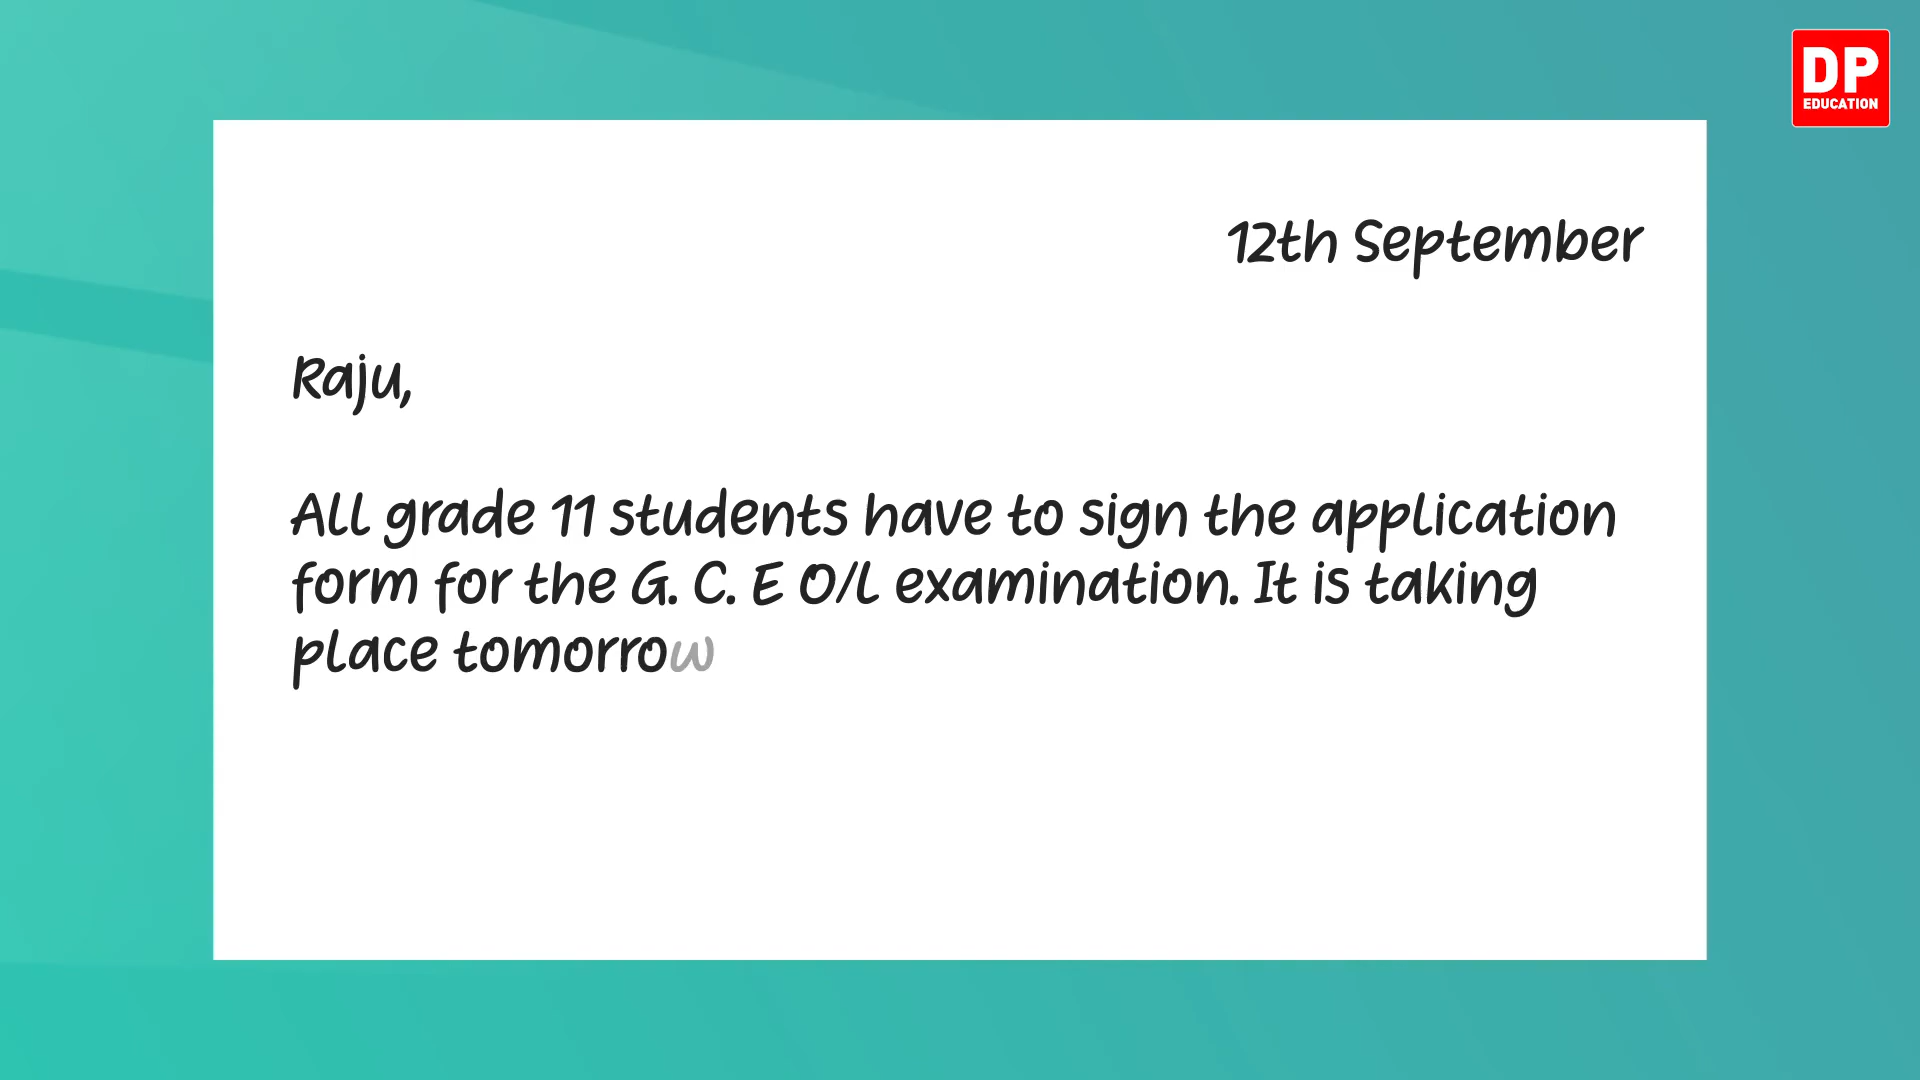 DP
EDUCATION
12th September
Raju,
All grade 11 students have to sign the application
form for the G. C. E O/L examination. It is taking
place tomorrow